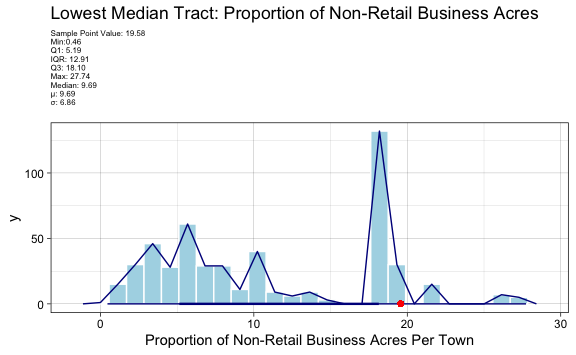 Lowest Median Tract: Proportion of Non-Retail Business Acres
Sample Point Value: 19.58
Min:0.46
Q1: 5.19
IQR: 12.91
Q3: 18.10
Max: 27.74
Median: 9.69
μ: 9.69
σ: 6.86
100
y
50
0
0 10 20 30
Proportion of Non-Retail Business Acres Per Town